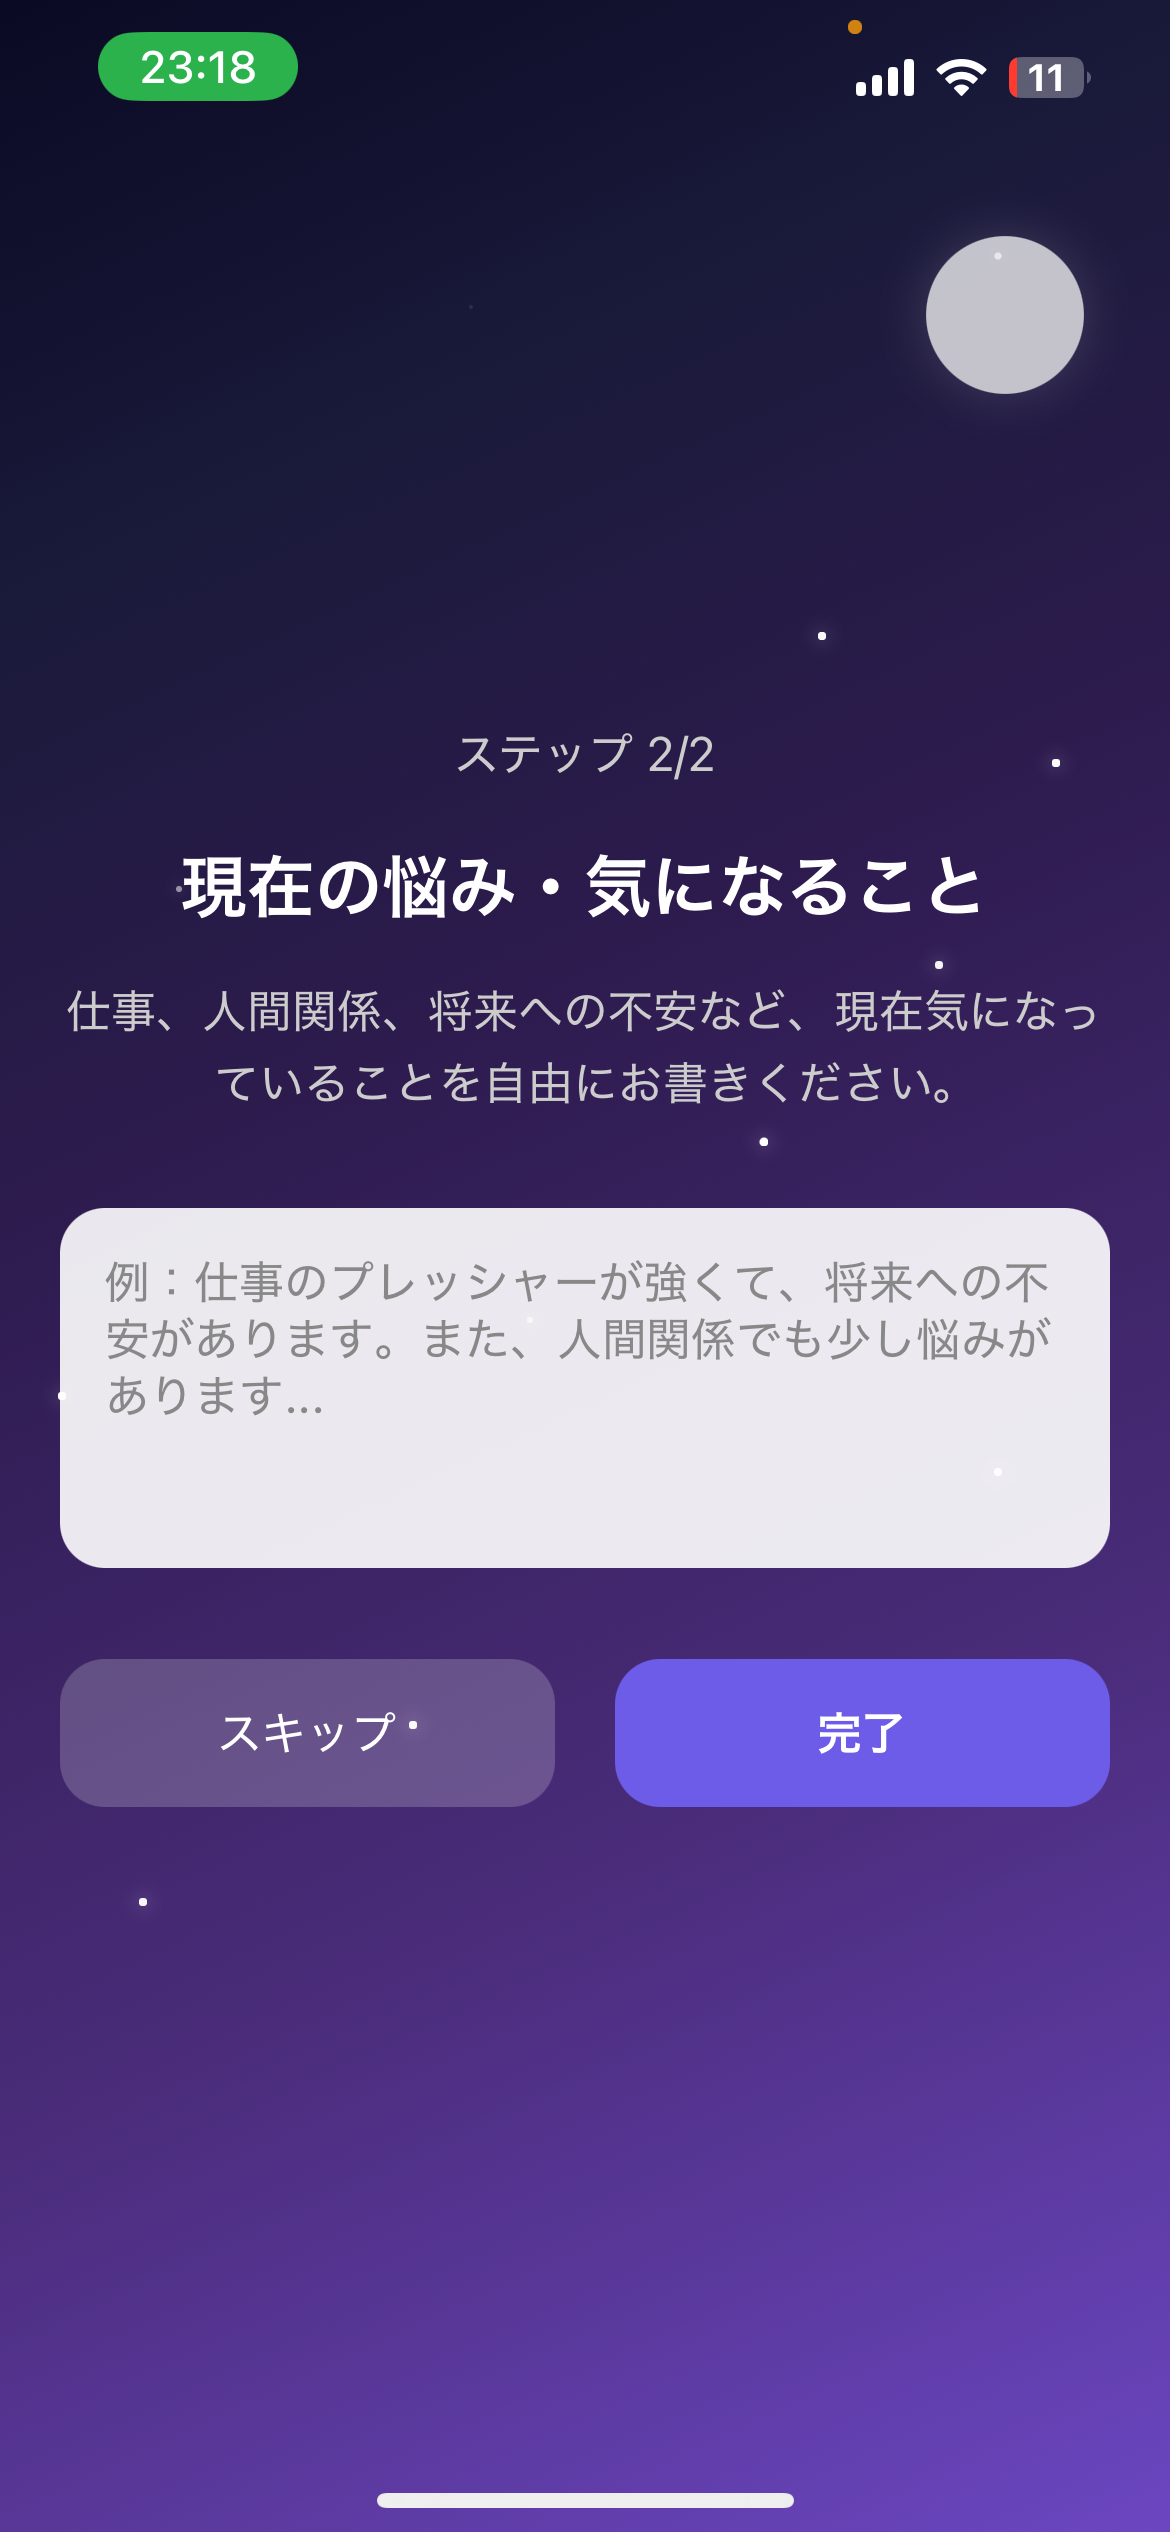 23:18
11
ステップ 2/2
現在の悩み・気になること
仕事、人間関係、将来への不安など、現在気になっ
ていることを自由にお書きください。
例：仕事のプレッシャーが強くて、将来への不
安があります。また、人間関係でも少し悩みが
あります...
スキップ
完了